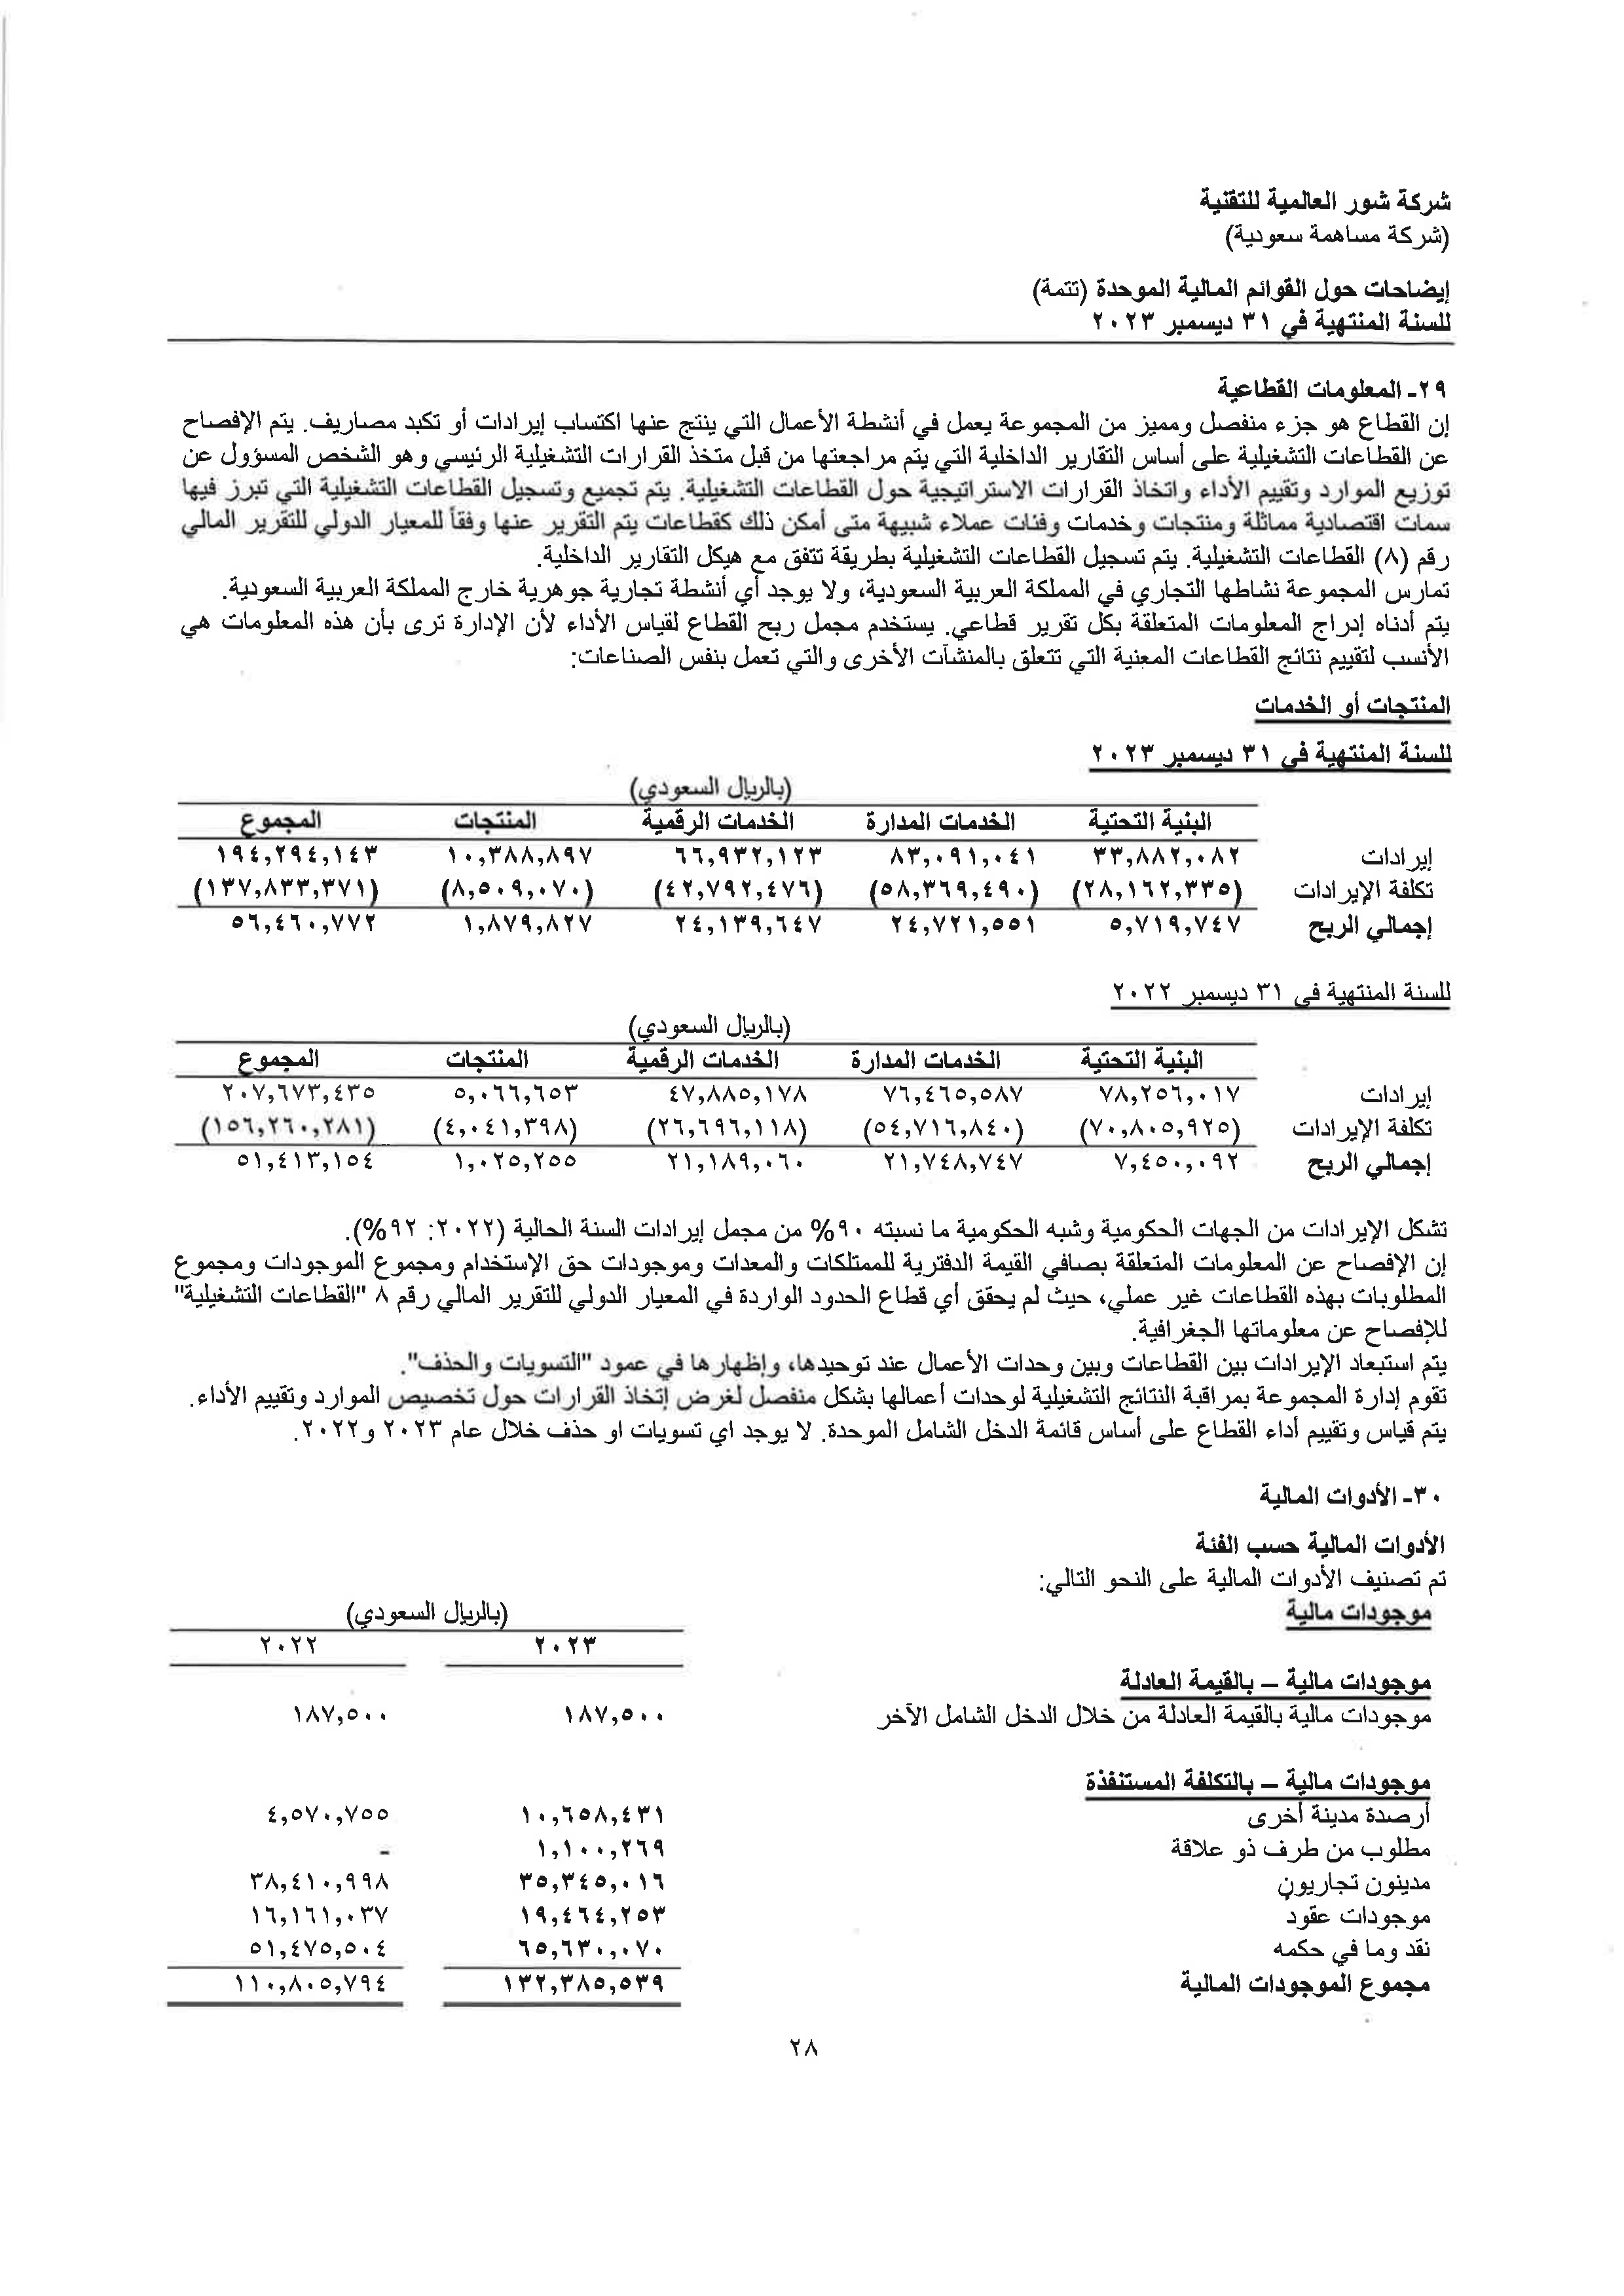 شركة شور العالمية للتقنية
(شركة مساهمة سعودية)
إيضاحات حول القوائم المالية الموحدة (تتمة)
للسنة المنتهية في ٣١ ديسمبر ٢٠٢٣
٢٩- المعلومات القطاعية
إن القطاع هو جزء منفصل ومميز من المجموعة يعمل في أنشطة الأعمال التي ينتج عنها اكتساب إيرادات أو تكبد مصاريف. يتم الإفصاح
عن القطاعات التشغيلية على أساس التقارير الداخلية التي يتم مراجعتها من قبل متخذ القرارات التشغيلية الرئيسي وهو الشخص المسؤول عن
توزيع الموارد وتقييم الأداء واتخاذ القرارات الاستراتيجية حول القطاعات التشغيلية. يتم تجميع وتسجيل القطاعات التشغيلية التي تبرز فيها
سمات اقتصادية مماثلة ومنتجات وخدمات وفئات عملاء شبيهة متى أمكن ذلك كقطاعات يتم التقرير عنها وفقاً للمعيار الدولي للتقرير المالي
رقم (٨) القطاعات التشغيلية. يتم تسجيل القطاعات التشغيلية بطريقة تتفق مع هيكل التقارير الداخلية.
تمارس المجموعة نشاطها التجاري في المملكة العربية السعودية، ولا يوجد أي أنشطة تجارية جوهرية خارج المملكة العربية السعودية.
يتم أدناه إدراج المعلومات المتعلقة بكل تقرير قطاعي. يستخدم مجمل ربح القطاع لقياس الأداء لأن الإدارة ترى بأن هذه المعلومات هي
الأنسب لتقييم نتائج القطاعات المعنية التي تتعلق بالمنشآت الأخرى والتي تعمل بنفس الصناعات:
المنتجات أو الخدمات
للسنة المنتهية في ٣١ ديسمبر ٢٠٢٣
(بالريال السعودي)
البنية التحتية الخدمات المدارة الخدمات الرقمية المنتجات المجموع
إيرادات ٣٣,٨٨٢,٠٨٢ ٨٣,٠٩١,٠٤١ ٦٦,٩٣٢,١٢٣ ١٠,٣٨٨,٨٩٧ ١٩٤,٢٩٤,١٤٣
تكلفة الإيرادات (٢٨,١٦٢,٣٣٥) (٥٨,٣٦٩,٤٩٠) (٤٢,٧٩٢,٤٧٦) (٨,٥٠٩,٠٧٠) (١٣٧,٨٣٣,٣٧١)
إجمالي الربح ٥,٧١٩,٧٤٧ ٢٤,٧٢١,٥٥١ ٢٤,١٣٩,٦٤٧ ١,٨٧٩,٨٢٧ ٥٦,٤٦٠,٧٧٢
للسنة المنتهية في ٣١ ديسمبر ٢٠٢٢
(بالريال السعودي)
البنية التحتية الخدمات المدارة الخدمات الرقمية المنتجات المجموع
إيرادات ٧٨,٢٥٦,٠١٧ ٧٦,٤٦٥,٥٨٧ ٤٧,٨٨٥,١٧٨ ٥,٠٦٦,٦٥٣ ٢٠٧,٦٧٣,٤٣٥
تكلفة الإيرادات (٧٠,٨٠٥,٩٢٥) (٥٤,٧١٦,٨٤٠) (٢٦,٦٩٦,١١٨) (٤,٠٤١,٣٩٨) (١٥٦,٢٦٠,٢٨١)
إجمالي الربح ٧,٤٥٠,٠٩٢ ٢١,٧٤٨,٧٤٧ ٢١,١٨٩,٠٦٠ ١,٠٢٥,٢٥٥ ٥١,٤١٣,١٥٤
تشكل الإيرادات من الجهات الحكومية وشبه الحكومية ما نسبته ٩٠% من مجمل إيرادات السنة الحالية (٢٠٢٢: ٩٢%).
إن الإفصاح عن المعلومات المتعلقة بصافي القيمة الدفترية للممتلكات والمعدات وموجودات حق الإستخدام ومجموع الموجودات ومجموع
المطلوبات بهذه القطاعات غير عملي، حيث لم يحقق أي قطاع الحدود الواردة في المعيار الدولي للتقرير المالي رقم ٨ "القطاعات التشغيلية"
للإفصاح عن معلوماتها الجغرافية.
يتم استبعاد الإيرادات بين القطاعات وبين وحدات الأعمال عند توحيدها، وإظهارها في عمود "التسويات والحذف".
تقوم إدارة المجموعة بمراقبة النتائج التشغيلية لوحدات أعمالها بشكل منفصل لغرض إتخاذ القرارات حول تخصيص الموارد وتقييم الأداء.
يتم قياس وتقييم أداء القطاع على أساس قائمة الدخل الشامل الموحدة. لا يوجد اي تسويات او حذف خلال عام ٢٠٢٣ و٢٠٢٢.
٣٠- الأدوات المالية
الأدوات المالية حسب الفئة
تم تصنيف الأدوات المالية على النحو التالي:
موجودات مالية (بالريال السعودي)
٢٠٢٣ ٢٠٢٢
موجودات مالية – بالقيمة العادلة
موجودات مالية بالقيمة العادلة من خلال الدخل الشامل الآخر ١٨٧,٥٠٠ ١٨٧,٥٠٠
موجودات مالية – بالتكلفة المستنفذة
أرصدة مدينة أخرى ١٠,٦٥٨,٤٣١ ٤,٥٧٠,٧٥٥
مطلوب من طرف ذو علاقة ١,١٠٠,٢٦٩ -
مدينون تجاريون ٣٥,٣٤٥,٠١٦ ٣٨,٤١٠,٩٩٨
موجودات عقود ١٩,٤٦٤,٢٥٣ ١٦,١٦١,٠٣٧
نقد وما في حكمه ٦٥,٦٣٠,٠٧٠ ٥١,٤٧٥,٥٠٤
مجموع الموجودات المالية ١٣٢,٣٨٥,٥٣٩ ١١٠,٨٠٥,٧٩٤
٢٨